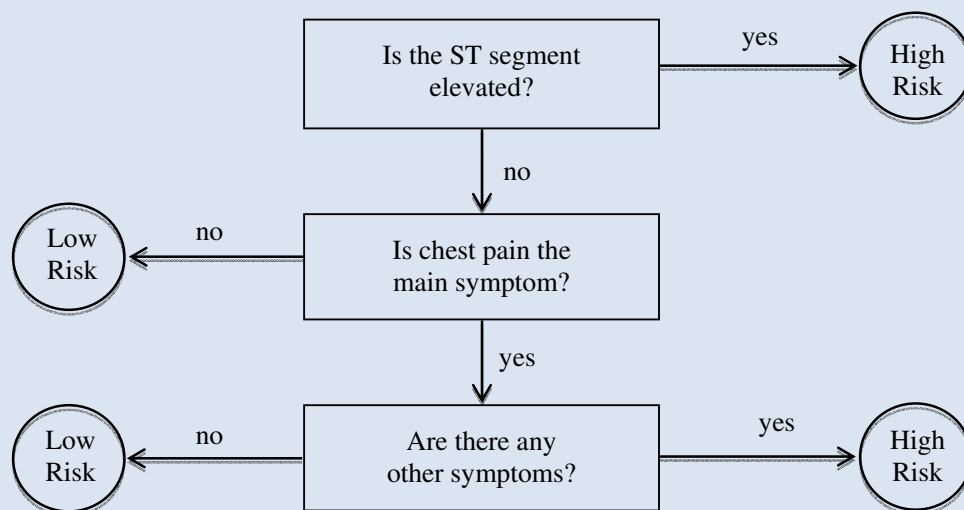 Is the ST segment
elevated?
yes
High
Risk
no
Low
Risk
no
Is chest pain the
main symptom?
yes
Low
Risk
no
Are there any
other symptoms?
yes
High
Risk